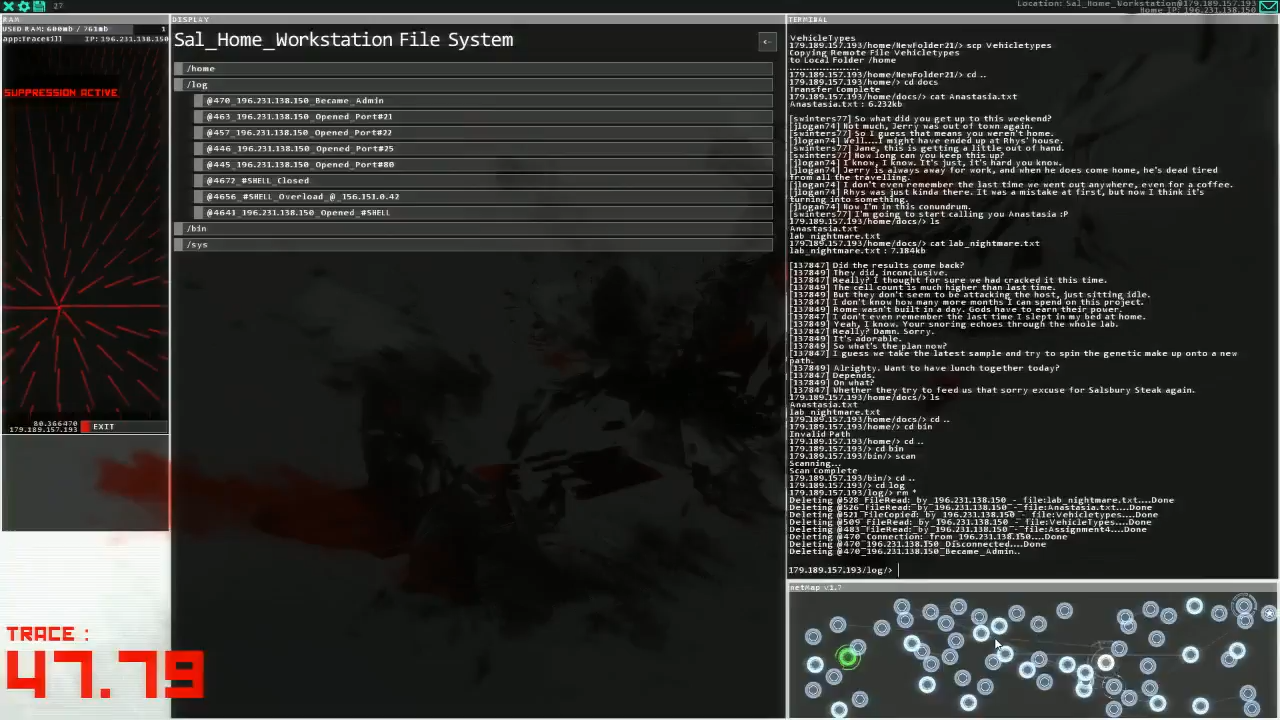 27
Location: Sal_Home_Workstation@179.189.157.193
Home IP: 196.231.138.150
RAM
USED RAM: 600mb / 761mb
1
app:TraceKill
IP:196.231.138.150
SUPPRESSION ACTIVE
80.366470
179.189.157.193
EXIT
TRACE :
47.79
DISPLAY
Sal_Home_Workstation File System
<-
/home
/log
@470_196.231.138.150_Became_Admin
@463_196.231.138.150_Opened_Port#21
@457_196.231.138.150_Opened_Port#22
@446_196.231.138.150_Opened_Port#25
@445_196.231.138.150_Opened_Port#80
@4672_#SHELL_Closed
@4656_#SHELL_Overload_@_156.151.0.42
@4641_196.231.138.150_Opened_#SHELL
/bin
/sys
TERMINAL
VehicleTypes
179.189.157.193/home/NewFolder21/> scp Vehicletypes
Copying Remote File Vehicletypes
to Local Folder /home
179.189.157.193/home/NewFolder21/> cd ..
179.189.157.193/home/> cd docs
Transfer Complete
179.189.157.193/home/docs/> cat Anastasia.txt
Anastasia.txt : 6.232kb
[swinters77] So what did you get up to this weekend?
[jlogan74] Not much, Jerry was out of town again.
[swinters77] So I guess that means you weren't home.
[jlogan74] Well....I might have ended up at Rhys' house.
[swinters77] Jane, this is getting a little out of hand.
[swinters77] How long can you keep this up?
[jlogan74] I know, I know. It's just, it's hard you know.
[jlogan74] Jerry is always away for work, and when he does come home, he's dead tired
from all the travelling.
[jlogan74] I don't even remember the last time we went out anywhere, even for a coffee.
[jlogan74] Rhys was just kinda there. It was a mistake at first, but now I think it's
turning into something.
[jlogan74] Now I'm in this conundrum.
[swinters77] I'm going to start calling you Anastasia :P
179.189.157.193/home/docs/> ls
Anastasia.txt
lab_nightmare.txt
179.189.157.193/home/docs/> cat lab_nightmare.txt
lab_nightmare.txt : 7.184kb
[137847] Did the results come back?
[137849] They did, inconclusive.
[137847] Really? I thought for sure we had cracked it this time.
[137849] The cell count is much higher than last time.
[137849] But they don't seem to be attacking the host, just sitting idle.
[137847] I don't know how many more months I can spend on this project.
[137849] Rome wasn't built in a day. Gods have to earn their power.
[137847] I don't even remember the last time I slept in my bed at home.
[137849] Yeah, I know. Your snoring echoes through the whole lab.
[137847] Really? Damn. Sorry.
[137849] It's adorable.
[137849] So what's the plan now?
[137847] I guess we take the latest sample and try to spin the genetic make up onto a new
path.
[137849] Alrighty. Want to have lunch together today?
[137847] Depends.
[137849] On what?
[137847] Whether they try to feed us that sorry excuse for Salsbury Steak again.
179.189.157.193/home/docs/> ls
Anastasia.txt
lab_nightmare.txt
179.189.157.193/home/docs/> cd ..
179.189.157.193/home/> cd bin
Invalid Path
179.189.157.193/home/> cd ..
179.189.157.193/> cd bin
179.189.157.193/bin/> scan
Scanning...
Scan Complete
179.189.157.193/bin/> cd ..
179.189.157.193/> cd log
179.189.157.193/log/> rm *
Deleting @528_FileRead:_by_196.231.138.150_-_file:lab_nightmare.txt....Done
Deleting @526_FileRead:_by_196.231.138.150_-_file:Anastasia.txt....Done
Deleting @521_FileCopied:_by_196.231.138.150_-_file:Vehicletypes....Done
Deleting @509_FileRead:_by_196.231.138.150_-_file:VehicleTypes....Done
Deleting @483_FileRead:_by_196.231.138.150_-_file:Assignment4....Done
Deleting @470_Connection:_from_196.231.138.150....Done
Deleting @470_196.231.138.150_Disconnected....Done
Deleting @470_196.231.138.150_Became_Admin..
179.189.157.193/log/>
netMap v1.7